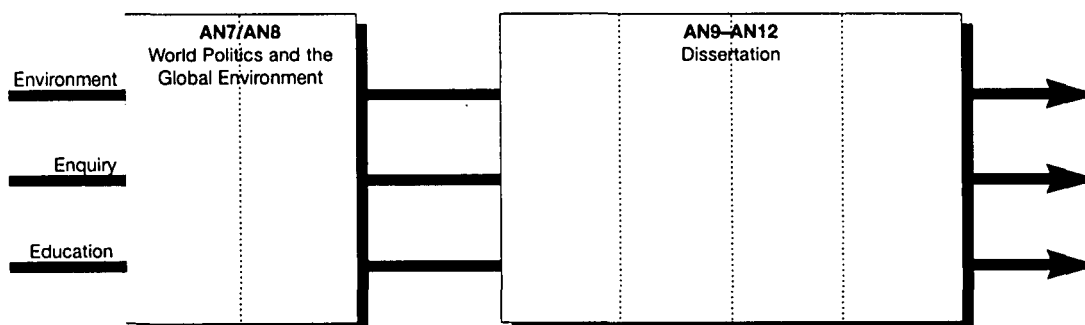 AN7/AN8
World Politics and the
Global Environment
AN9–AN12
Dissertation
Environment
Enquiry
Education